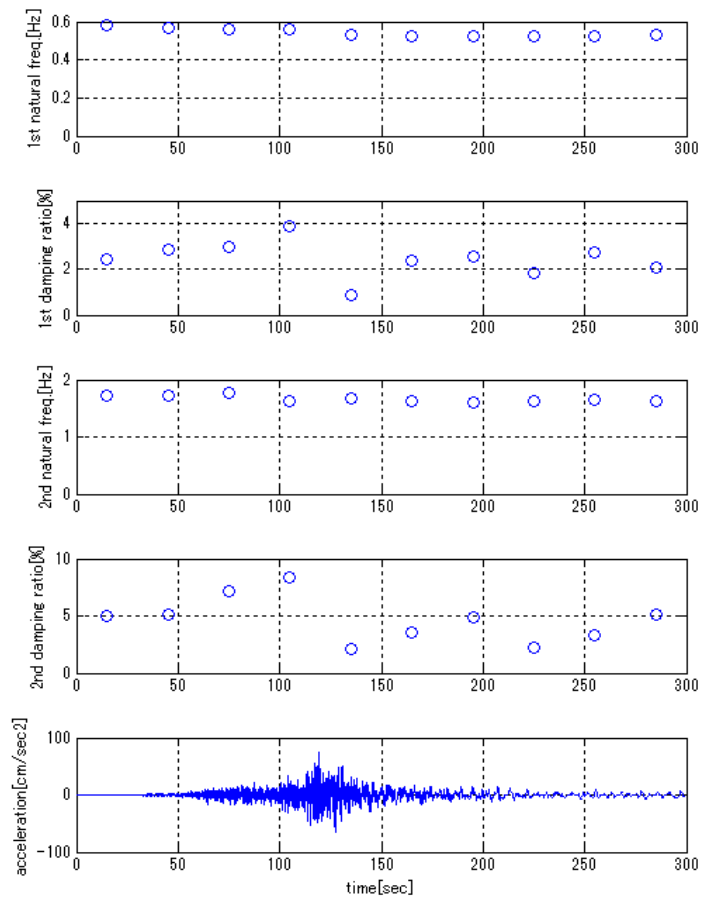 1st natural freq.[Hz]
0.6
0.4
0.2
0
0 50 100 150 200 250 300
1st damping ratio[%]
4
2
0
0 50 100 150 200 250 300
2nd natural freq.[Hz]
2
1
0
0 50 100 150 200 250 300
2nd damping ratio[%]
10
5
0
0 50 100 150 200 250 300
acceleration[cm/sec2]
100
0
-100
0 50 100 150 200 250 300
time[sec]